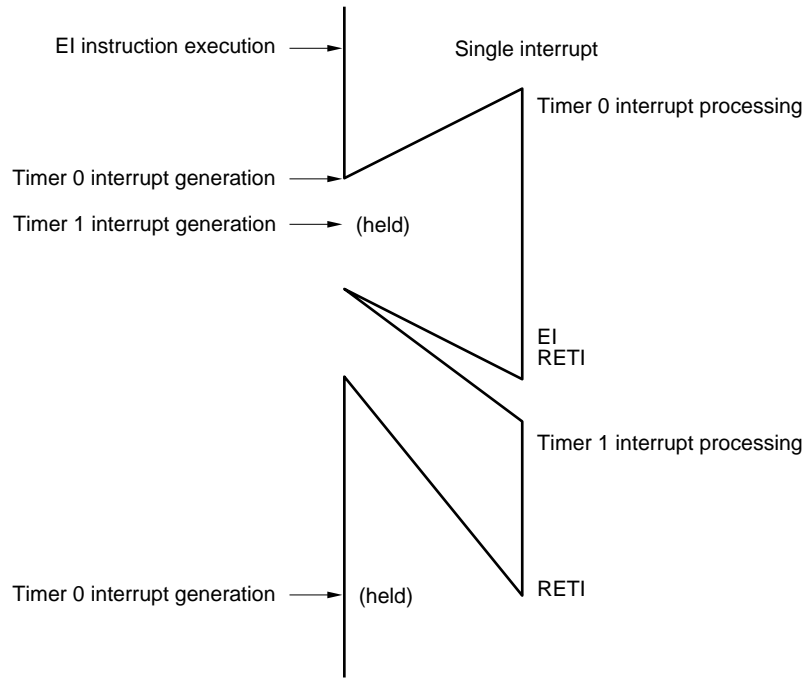 EI instruction execution
Single interrupt
Timer 0 interrupt processing
Timer 0 interrupt generation
Timer 1 interrupt generation
(held)
EI
RETI
Timer 1 interrupt processing
Timer 0 interrupt generation
(held)
RETI